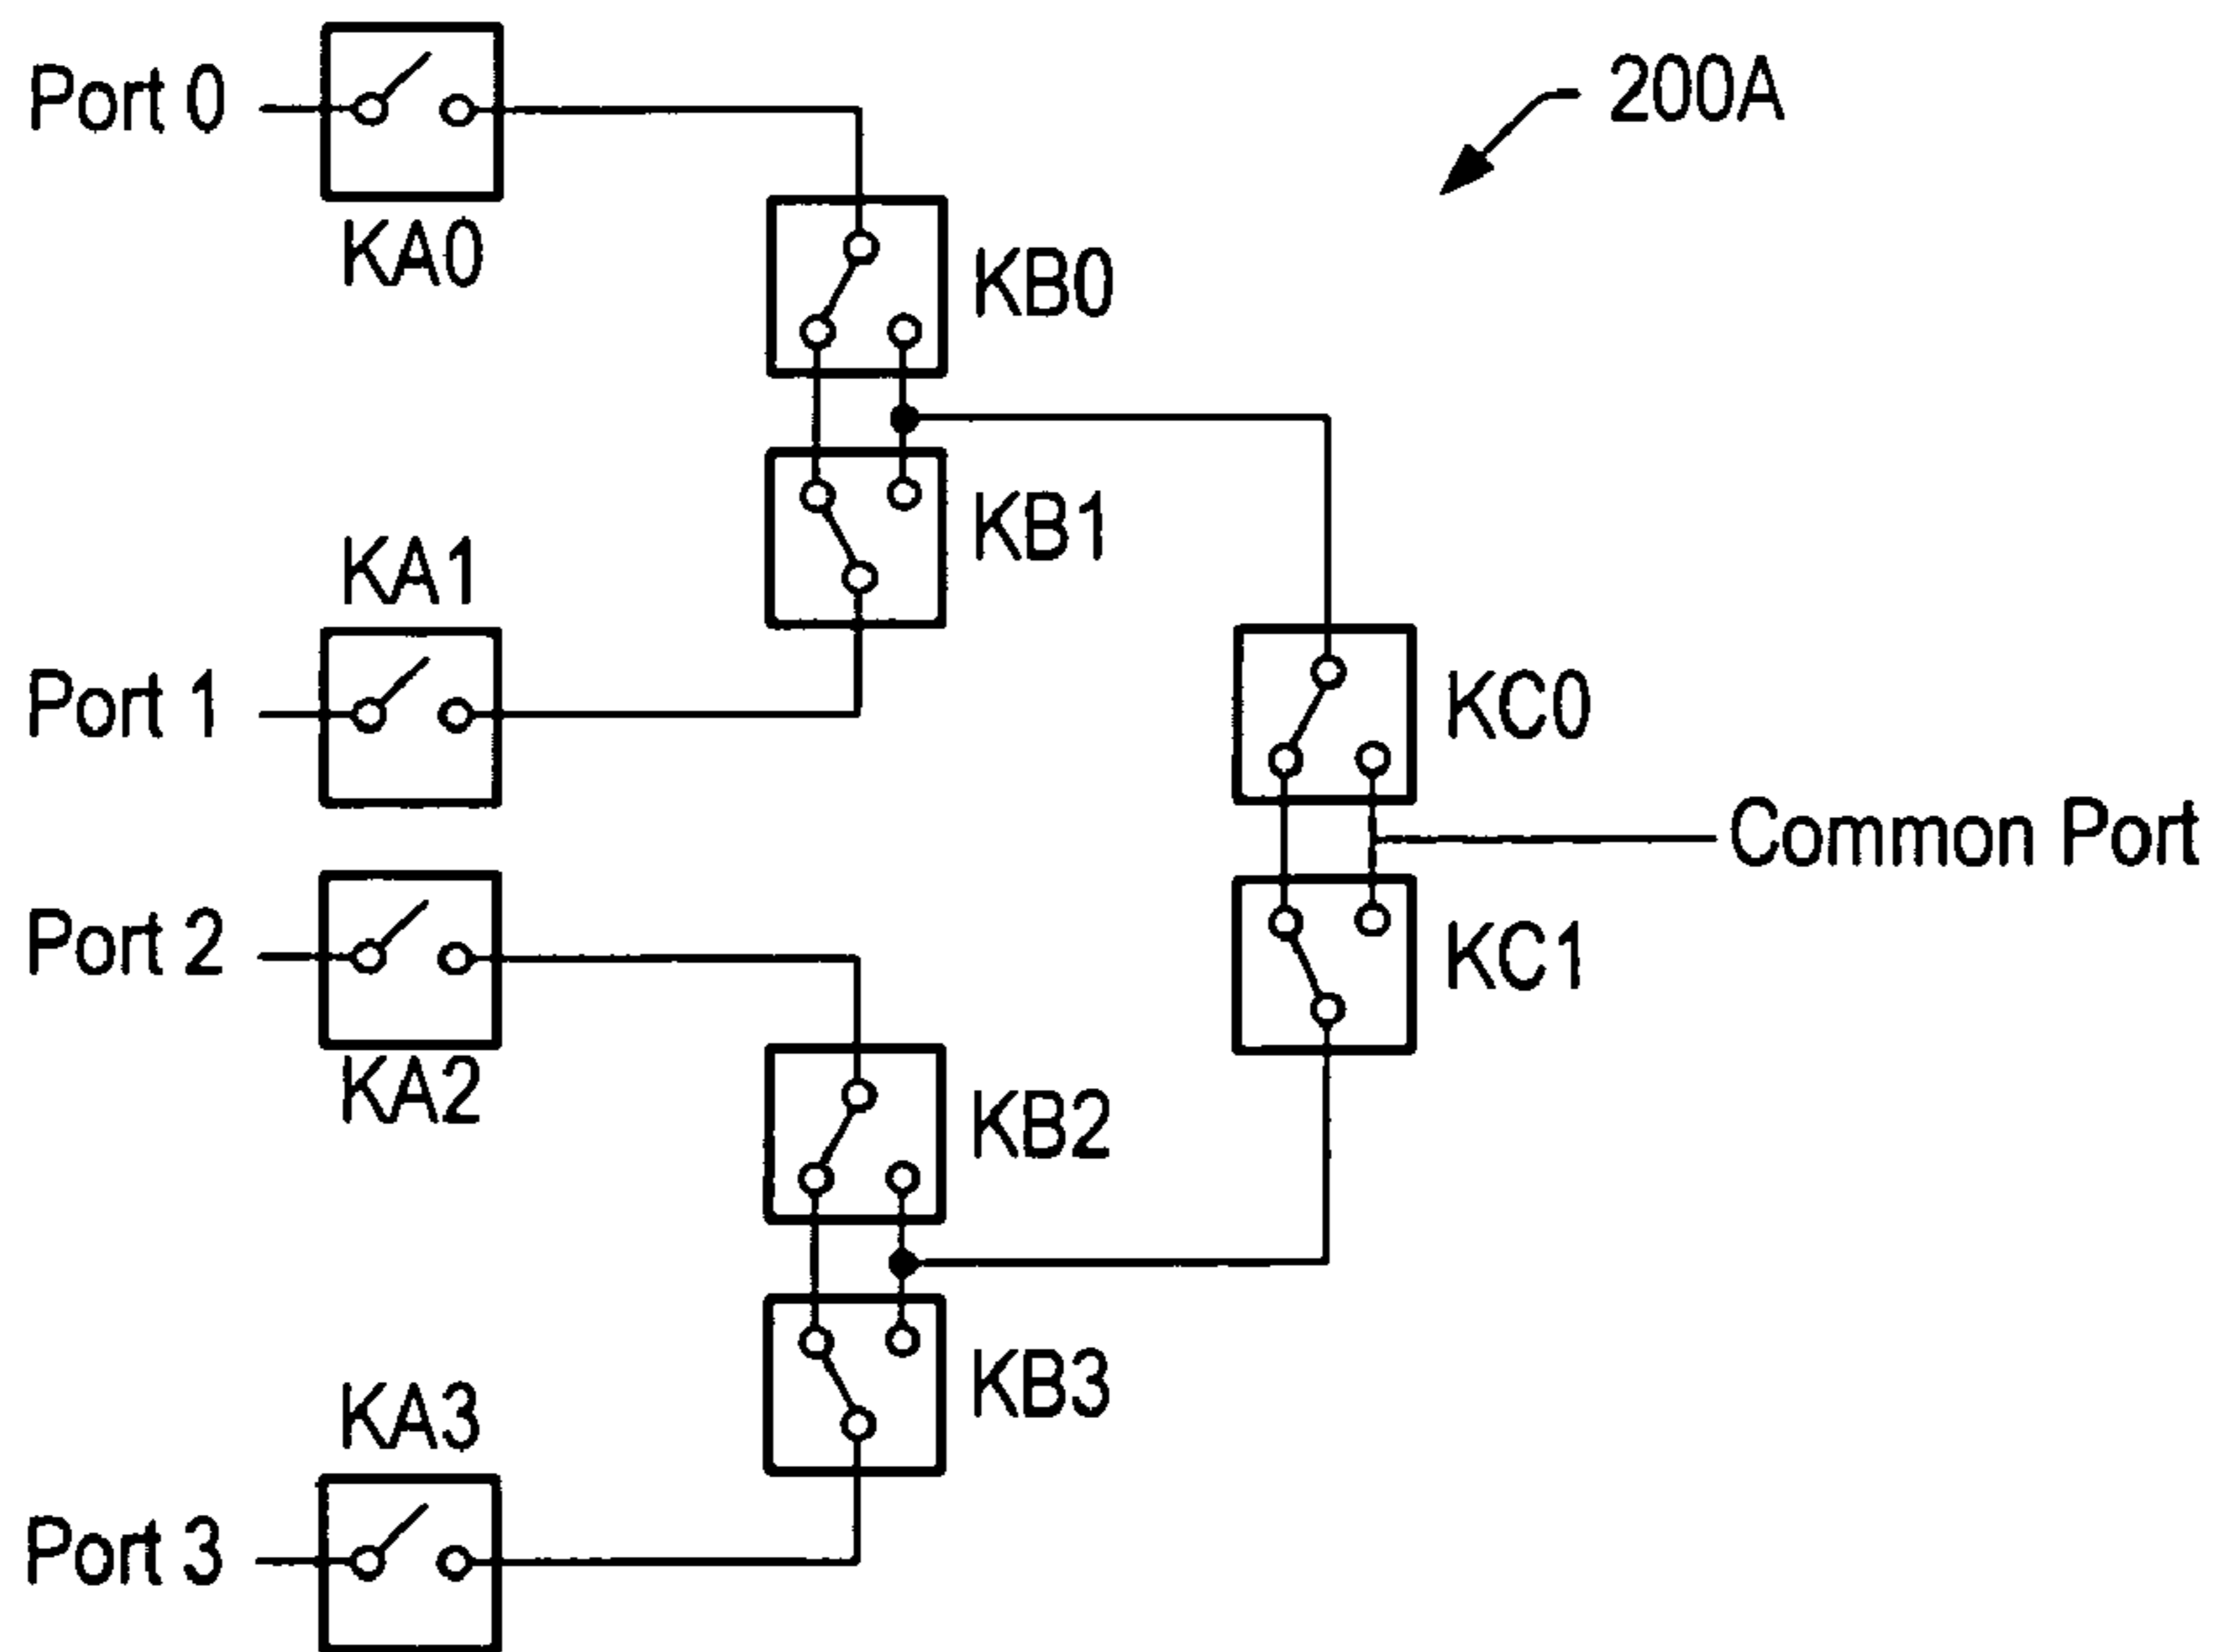 Port 0
200A
KA0
KB0
KB1
KA1
Port 1
KC0
Common Port
Port 2
KC1
KA2
KB2
KB3
KA3
Port 3